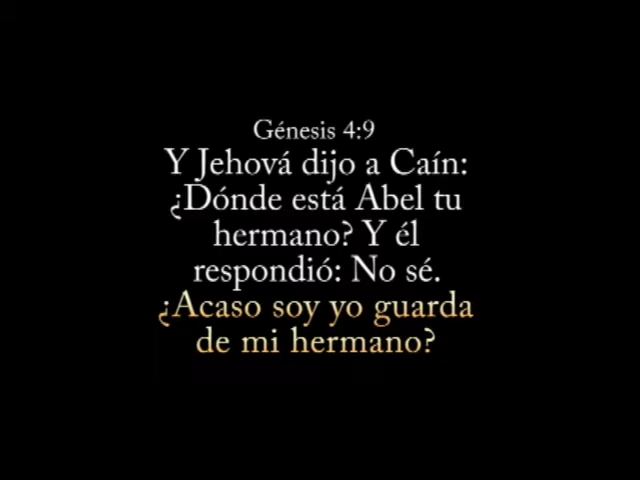 Génesis 4:9
Y Jehová dijo a Caín:
¿Dónde está Abel tu
hermano? Y él
respondió: No sé.
¿Acaso soy yo guarda
de mi hermano?